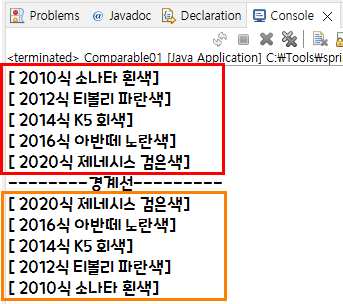 Problems @ Javadoc Declaration Console
<terminated> Comparable01 [Java Application] C:₩Tools₩spri
[ 2010식 소나타 흰색]
[ 2012식 티볼리 파란색]
[ 2014식 K5 회색]
[ 2016식 아반떼 노란색]
[ 2020식 제네시스 검은색]
--------경계선---------
[ 2020식 제네시스 검은색]
[ 2016식 아반떼 노란색]
[ 2014식 K5 회색]
[ 2012식 티볼리 파란색]
[ 2010식 소나타 흰색]